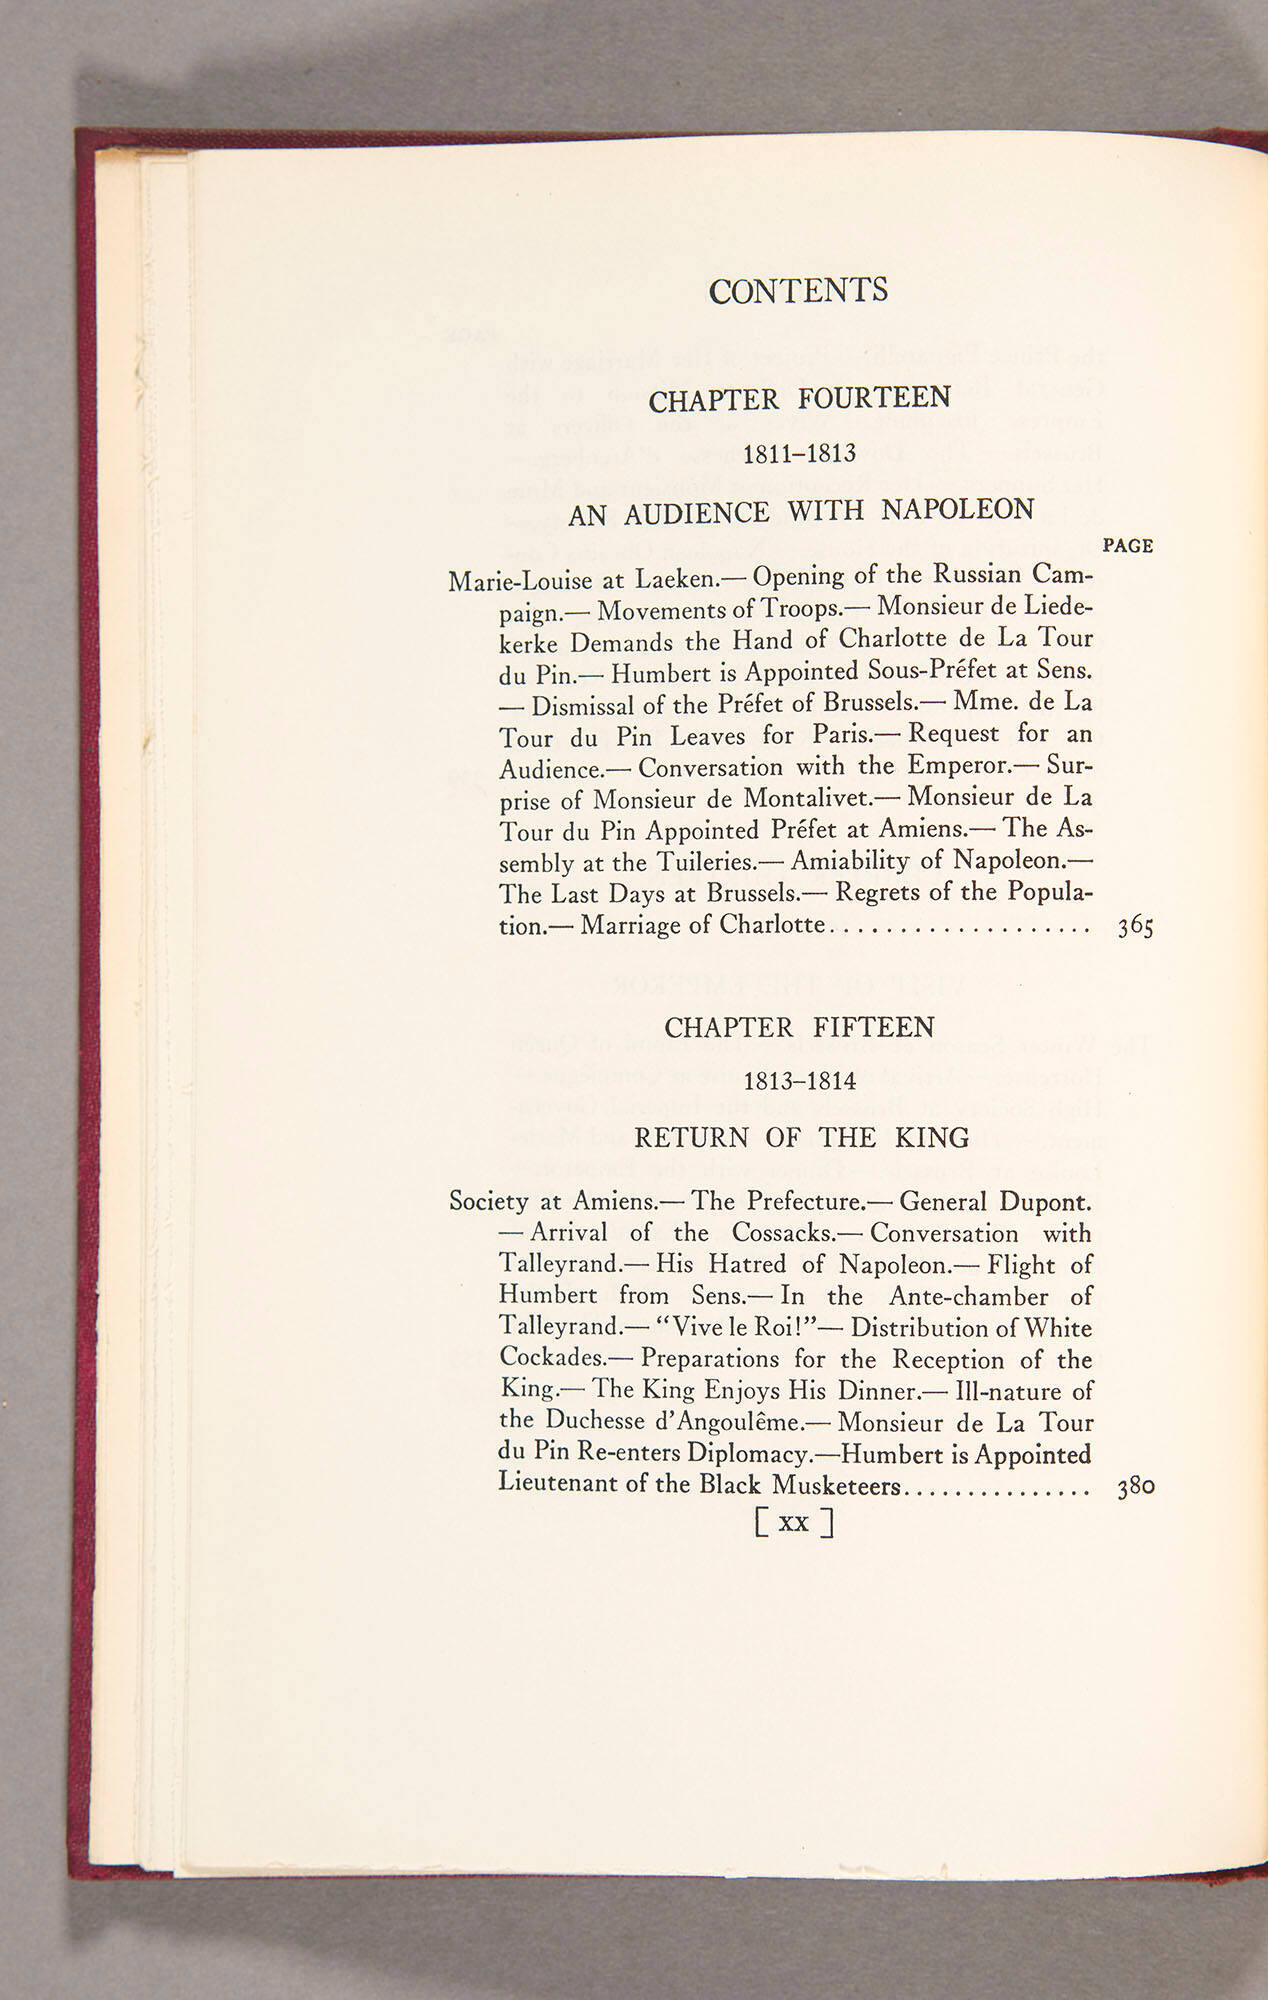 CONTENTS
CHAPTER FOURTEEN
1811–1813
AN AUDIENCE WITH NAPOLEON
PAGE
Marie-Louise at Laeken.— Opening of the Russian Cam-
paign.— Movements of Troops.— Monsieur de Liede-
kerke Demands the Hand of Charlotte de La Tour
du Pin.— Humbert is Appointed Sous-Préfet at Sens.
— Dismissal of the Préfet of Brussels.— Mme. de La
Tour du Pin Leaves for Paris.— Request for an
Audience.— Conversation with the Emperor.— Sur-
prise of Monsieur de Montalivet.— Monsieur de La
Tour du Pin Appointed Préfet at Amiens.— The As-
sembly at the Tuileries.— Amiability of Napoleon.—
The Last Days at Brussels.— Regrets of the Popula-
tion.— Marriage of Charlotte................... 365
CHAPTER FIFTEEN
1813–1814
RETURN OF THE KING
Society at Amiens.— The Prefecture.— General Dupont.
— Arrival of the Cossacks.— Conversation with
Talleyrand.— His Hatred of Napoleon.— Flight of
Humbert from Sens.— In the Ante-chamber of
Talleyrand.— "Vive le Roi!"— Distribution of White
Cockades.— Preparations for the Reception of the
King.— The King Enjoys His Dinner.— Ill-nature of
the Duchesse d'Angoulême.— Monsieur de La Tour
du Pin Re-enters Diplomacy.—Humbert is Appointed
Lieutenant of the Black Musketeers............... 380
[ xx ]